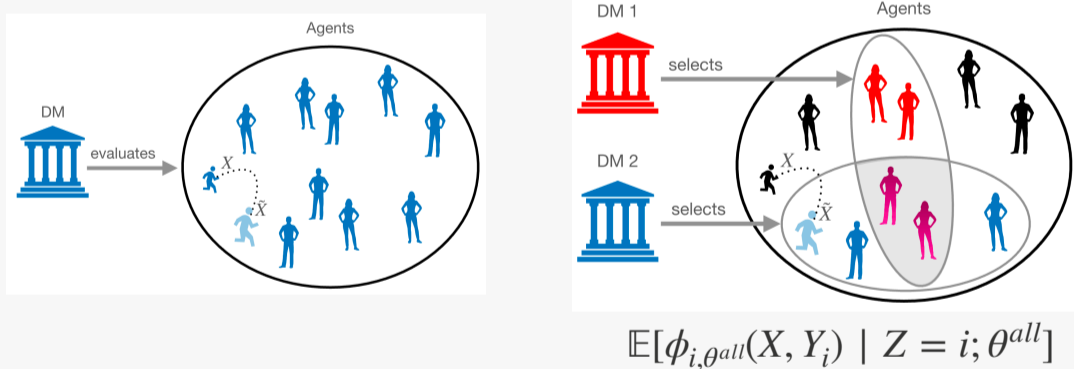 Agents
DM
evaluates
X
X̃
DM 1
Agents
selects
DM 2
X
selects
X̃
𝔼[ϕ_{i,θ^{all}}(X, Y_i) | Z = i; θ^{all}]